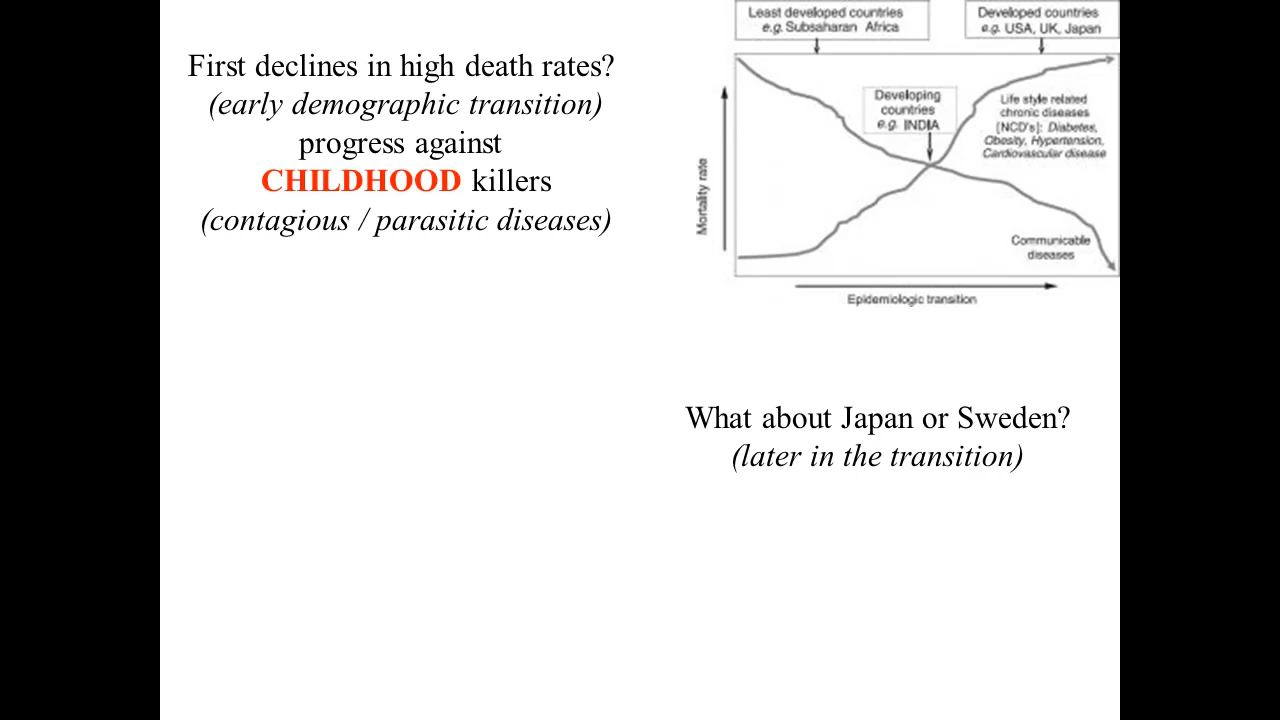 First declines in high death rates?
(early demographic transition)
progress against
CHILDHOOD killers
(contagious / parasitic diseases)
Least developed countries
e.g. Subsaharan Africa
Developed countries
e.g. USA, UK, Japan
Developing
countries
e.g. INDIA
Life style related
chronic diseases
[NCD's]: Diabetes,
Obesity, Hypertension,
Cardiovascular disease
Mortality rate
Communicable
diseases
Epidemiologic transition
What about Japan or Sweden?
(later in the transition)